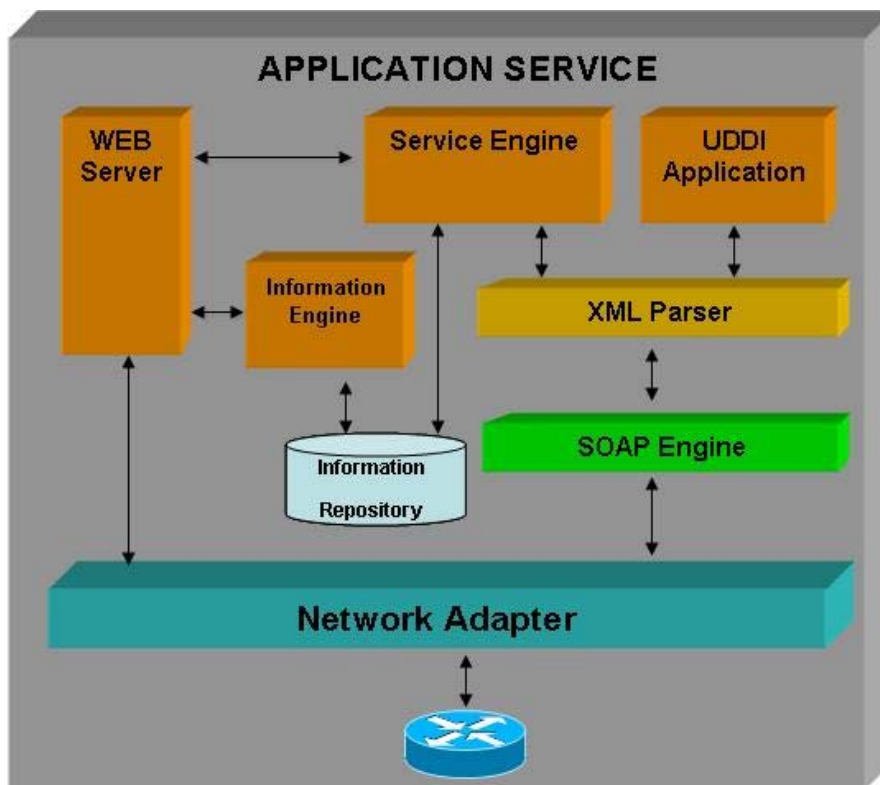 APPLICATION SERVICE
WEB
Server
Service Engine
UDDI
Application
Information
Engine
XML Parser
SOAP Engine
Information
Repository
Network Adapter